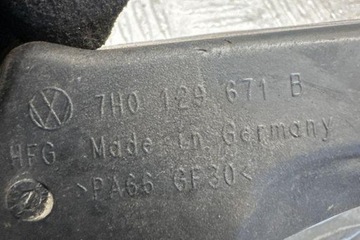 7H0 129 671 B
HFG Made in Germany
>PA66 GF30<